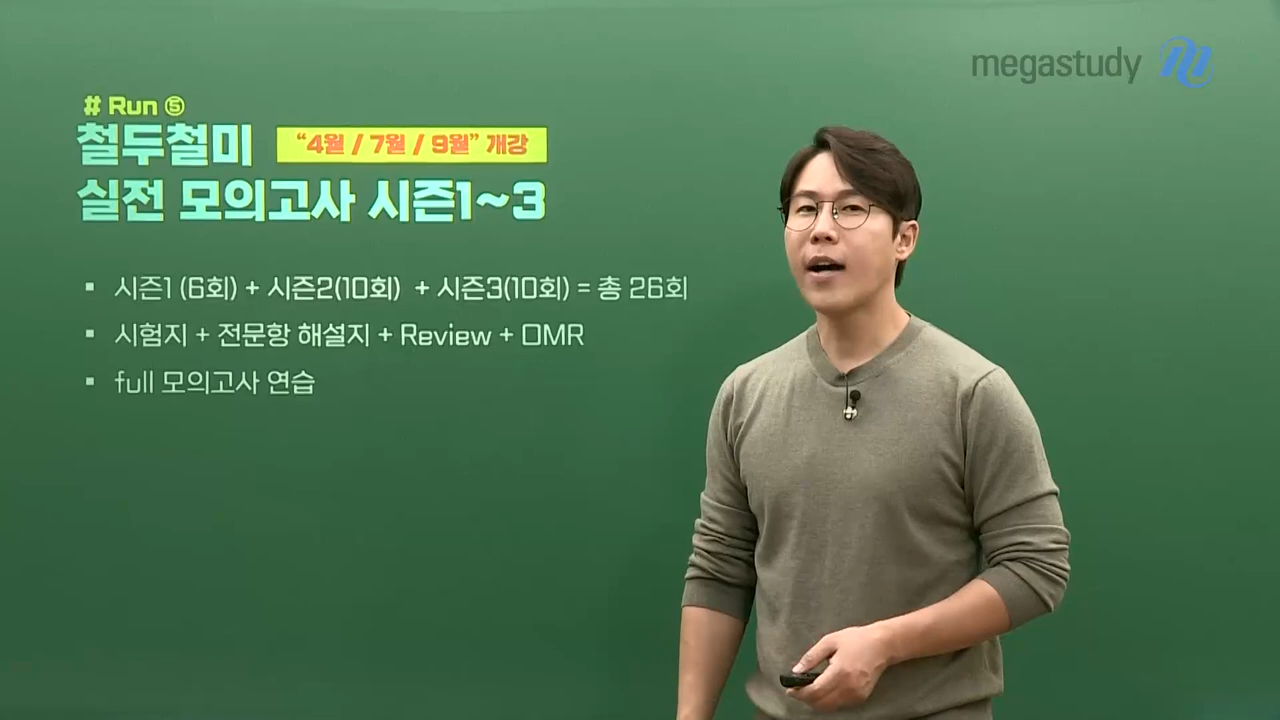 megastudy
# Run ⑤
철두철미 "4월 / 7월 / 9월" 개강
실전 모의고사 시즌1~3
▪ 시즌1 (6회) + 시즌2(10회) + 시즌3(10회) = 총 26회
▪ 시험지 + 전문항 해설지 + Review + OMR
▪ full 모의고사 연습